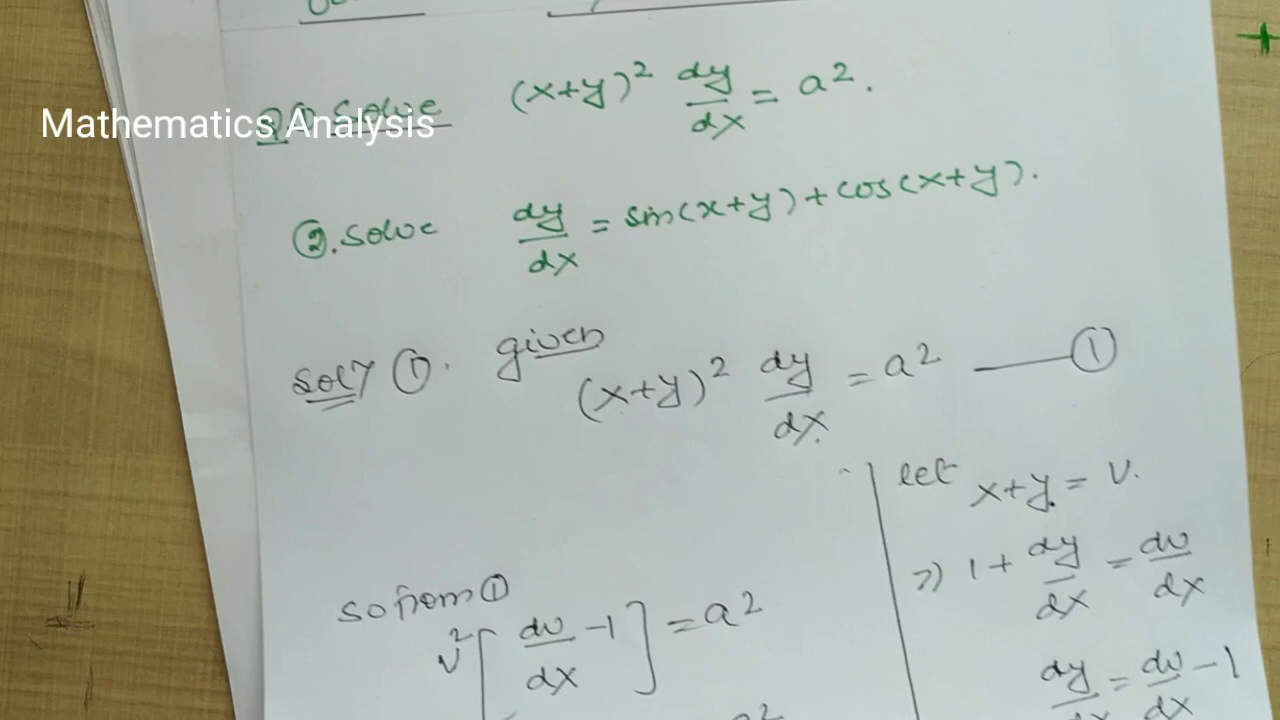 Mathematics Analysis
Q. ①. Solve (x+y)² dy/dx = a².
②. Solve dy/dx = sin(x+y) + cos(x+y).
sol7 ①. given
(x+y)² dy/dx = a² —— ①
let x+y = v.
=> 1 + dy/dx = dv/dx
dy/dx = dv/dx - 1
so from ①
v² [ dv/dx - 1 ] = a²
a²